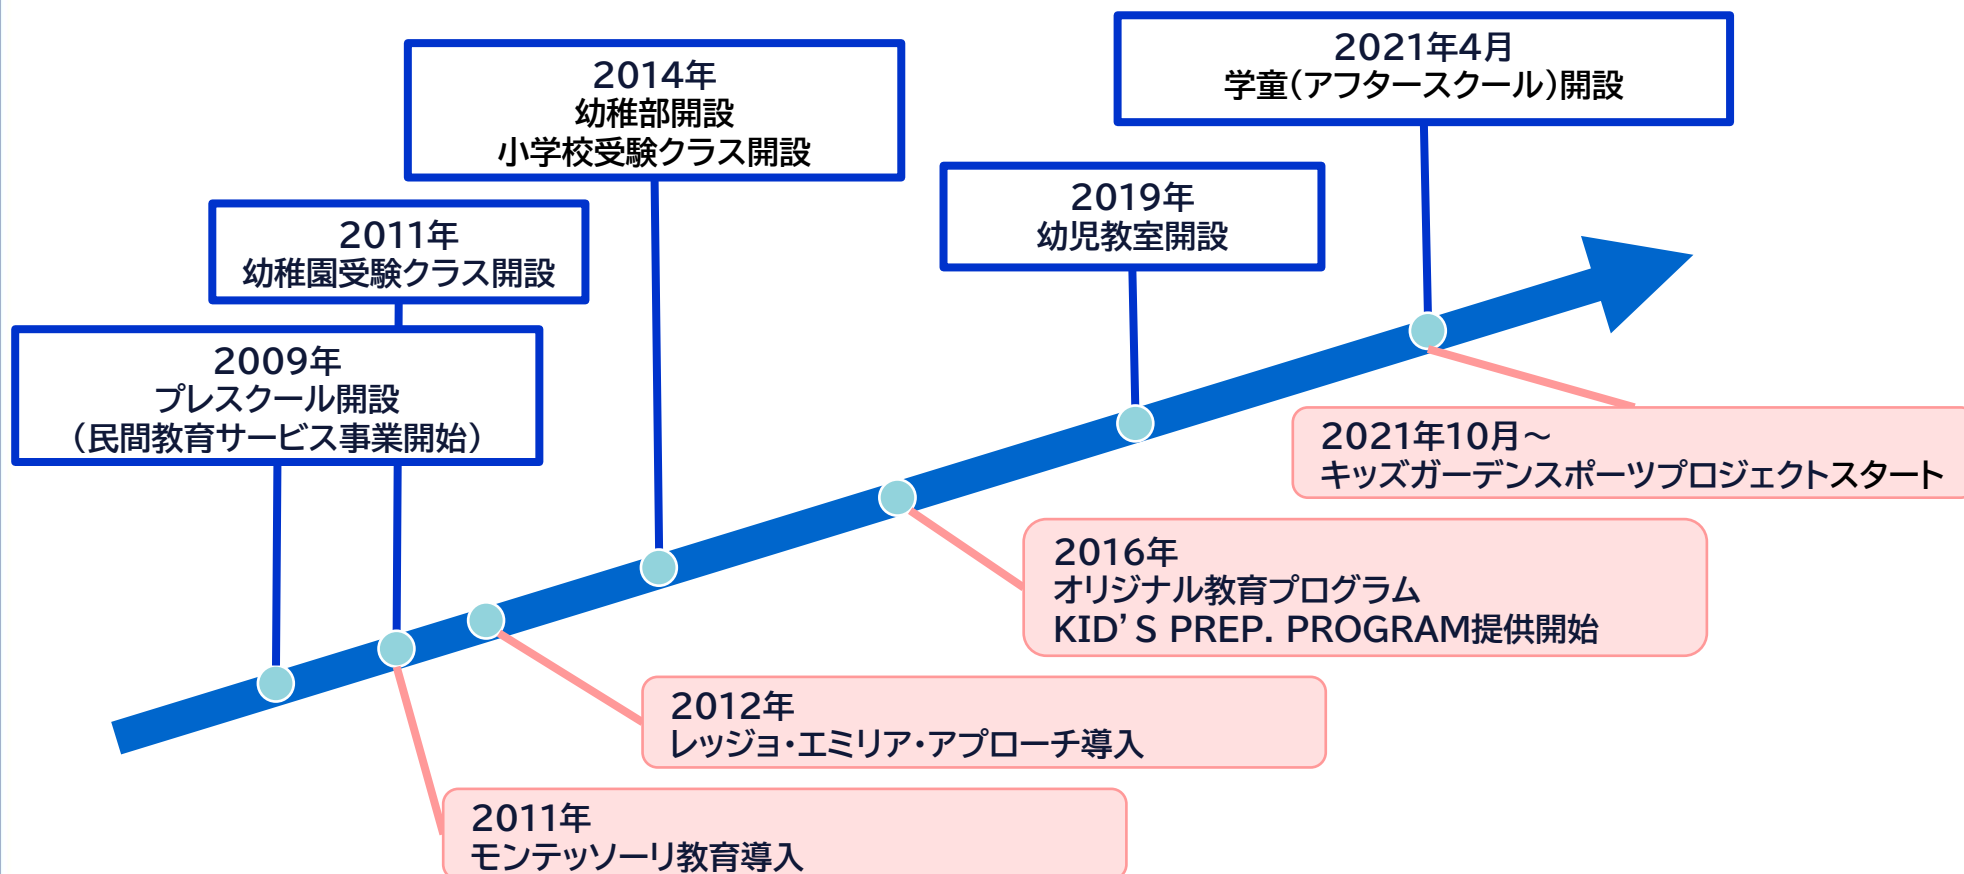 2021年4月
学童(アフタースクール)開設
2014年
幼稚部開設
小学校受験クラス開設
2019年
幼児教室開設
2011年
幼稚園受験クラス開設
2009年
プレスクール開設
(民間教育サービス事業開始)
2021年10月~
キッズガーデンスポーツプロジェクトスタート
2016年
オリジナル教育プログラム
KID'S PREP. PROGRAM提供開始
2012年
レッジョ・エミリア・アプローチ導入
2011年
モンテッソーリ教育導入